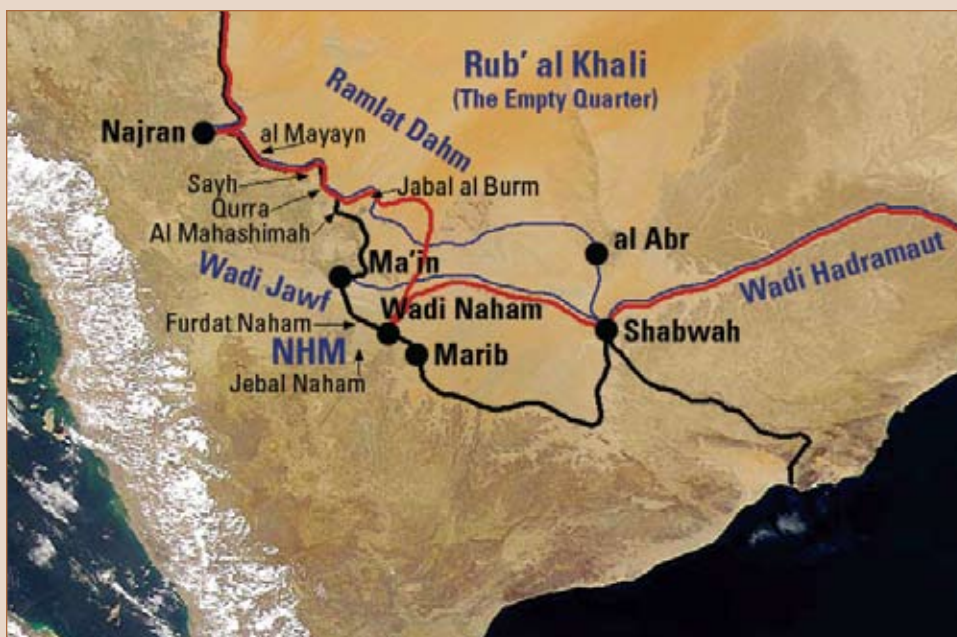 Rub' al Khali
(The Empty Quarter)
Ramlat Dahm
Najran
al Mayayn
Sayh
Qurra
Al Mahashimah
Jabal al Burm
al Abr
Ma'in
Wadi Jawf
Wadi Hadramaut
Wadi Naham
Furdat Naham
NHM
Shabwah
Marib
Jebal Naham